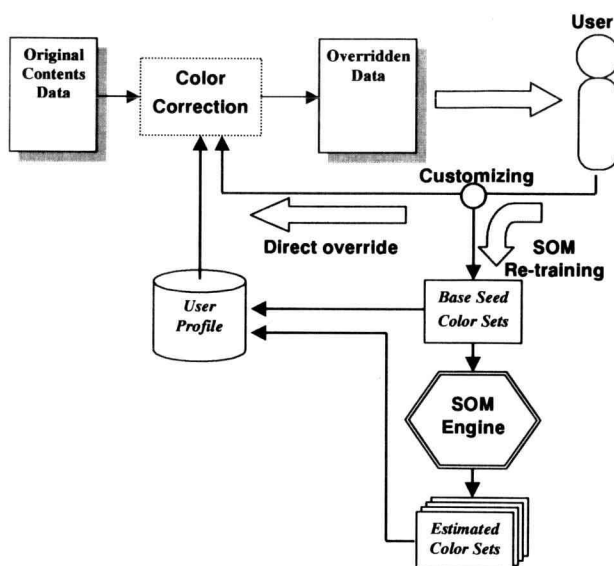 User
Original
Contents
Data
Color
Correction
Overridden
Data
Customizing
Direct override
SOM
Re-training
User
Profile
Base Seed
Color Sets
SOM
Engine
Estimated
Color Sets